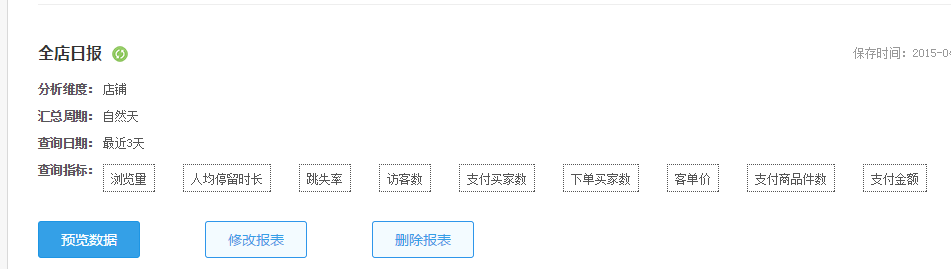 全店日报 保存时间：2015-04
分析维度： 店铺
汇总周期： 自然天
查询日期： 最近3天
查询指标： 浏览量 人均停留时长 跳失率 访客数 支付买家数 下单买家数 客单价 支付商品件数 支付金额
预览数据 修改报表 删除报表